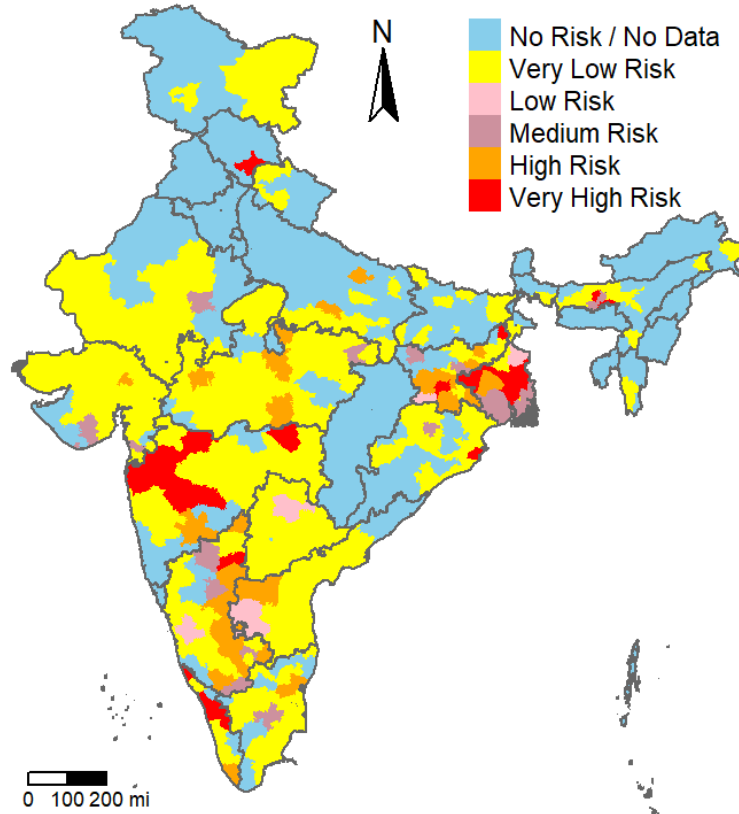 N
No Risk / No Data
Very Low Risk
Low Risk
Medium Risk
High Risk
Very High Risk
0 100 200 mi